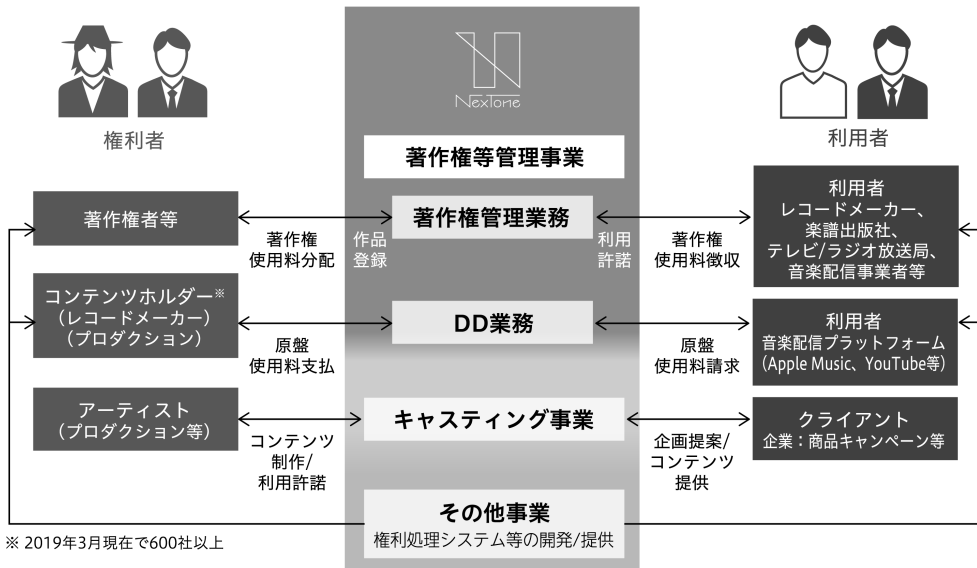 権利者
NexTone
利用者
著作権等管理事業
著作権者等
著作権管理業務
利用者
レコードメーカー、
楽譜出版社、
テレビ/ラジオ放送局、
音楽配信事業者等
著作権
使用料分配
作品
登録
利用
許諾
著作権
使用料徴収
コンテンツホルダー※
（レコードメーカー）
（プロダクション）
DD業務
利用者
音楽配信プラットフォーム
（Apple Music、YouTube等）
原盤
使用料支払
原盤
使用料請求
アーティスト
（プロダクション等）
キャスティング事業
クライアント
企業：商品キャンペーン等
コンテンツ
制作/
利用許諾
企画提案/
コンテンツ
提供
その他事業
権利処理システム等の開発/提供
※ 2019年3月現在で600社以上